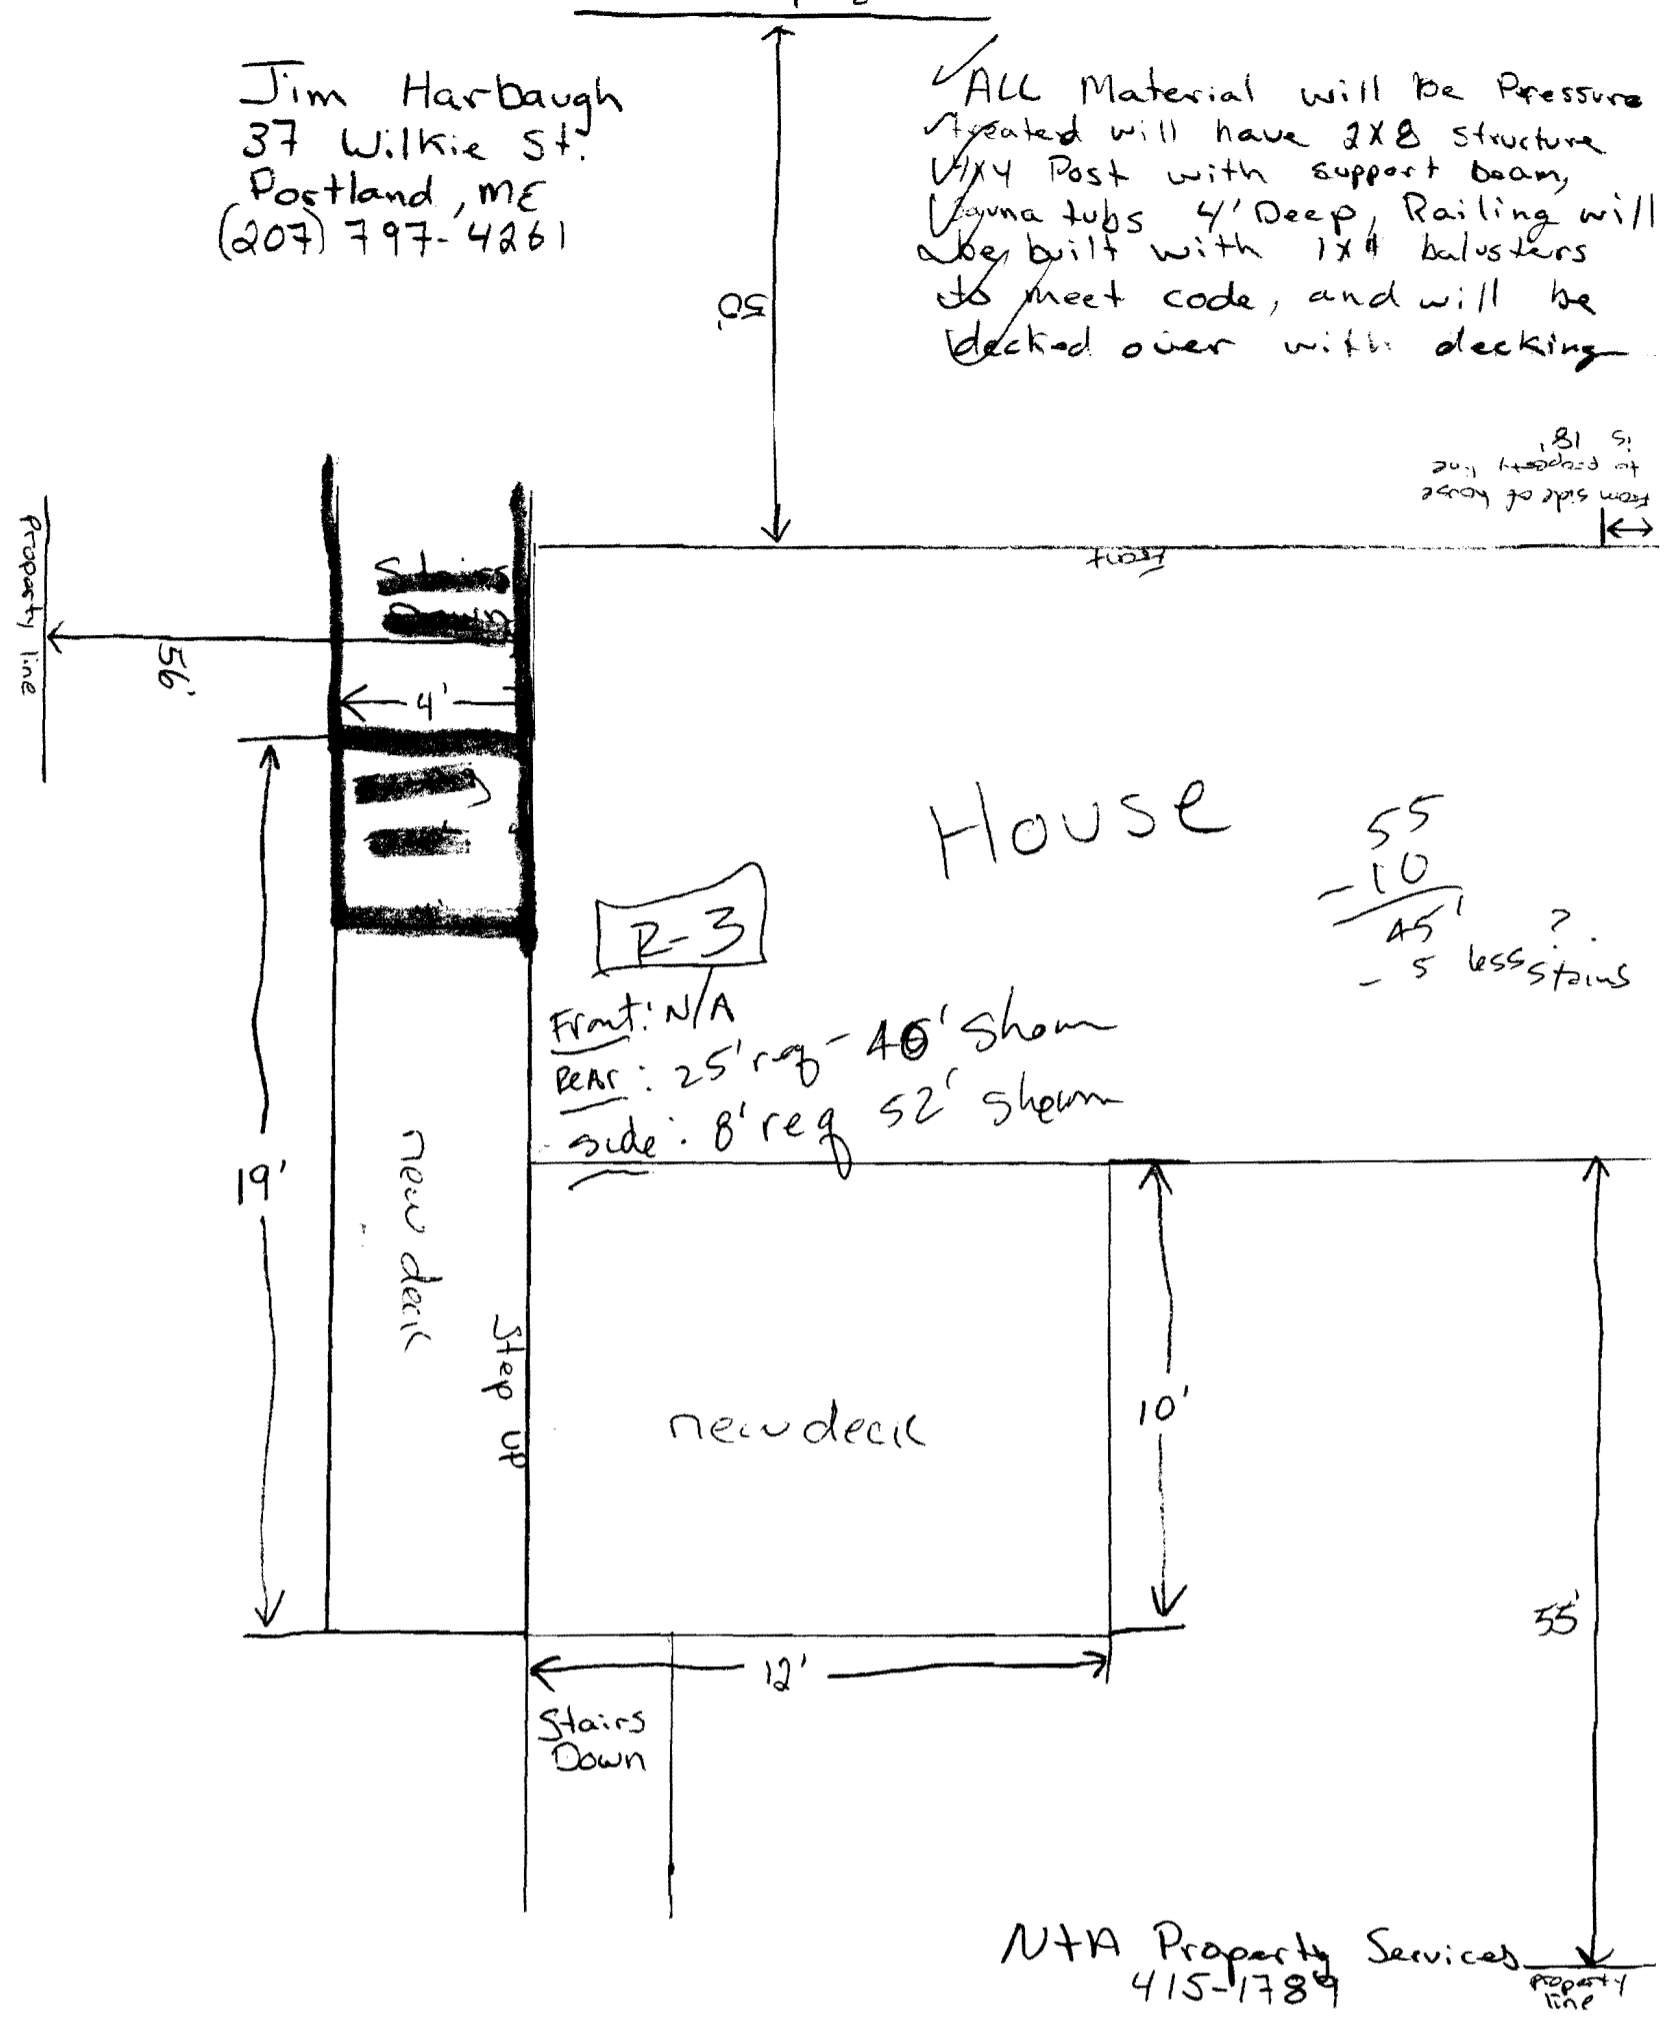 Jim Harbaugh
37 Wilkie St.
Portland, ME
(207) 797-4261
ALL Material will be Pressure
treated will have 2x8 structure
4x4 Post with support beam,
tubs 4' Deep, Railing will
be built with 1x4 balusters
to meet code, and will be
decked over with decking
50'
from side of house
to property line
is 18'
Front
Property line
56'
Stairs
4'
House
55
-10
45'
- 5 less stairs ?
R-3
Front: N/A
Rear: 25' req - 40' shown
side: 8' req 52' shown
19'
new deck
Step up
new deck
10'
12'
55'
Stairs
Down
N+A Property Services
415-1789
property
line